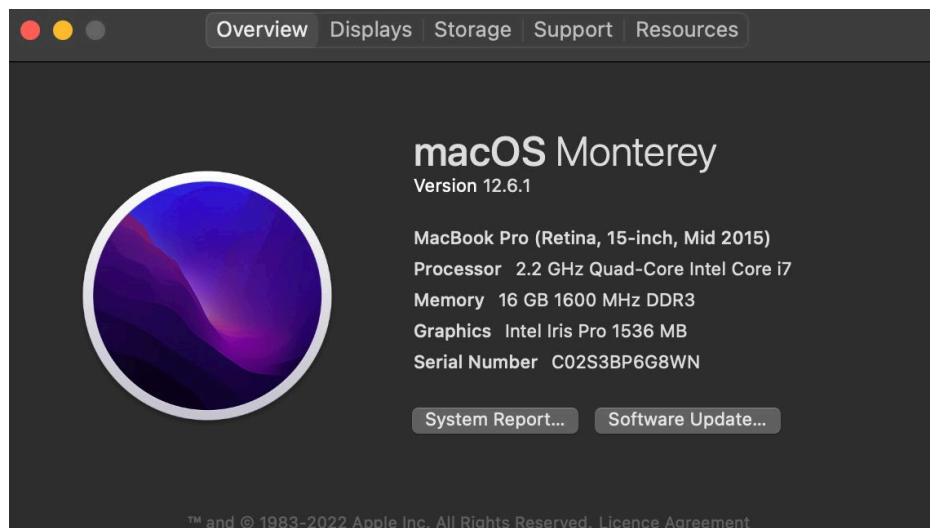 Overview Displays Storage Support Resources
macOS Monterey
Version 12.6.1
MacBook Pro (Retina, 15-inch, Mid 2015)
Processor 2.2 GHz Quad-Core Intel Core i7
Memory 16 GB 1600 MHz DDR3
Graphics Intel Iris Pro 1536 MB
Serial Number C02S3BP6G8WN
System Report... Software Update...
™ and © 1983-2022 Apple Inc. All Rights Reserved. Licence Agreement